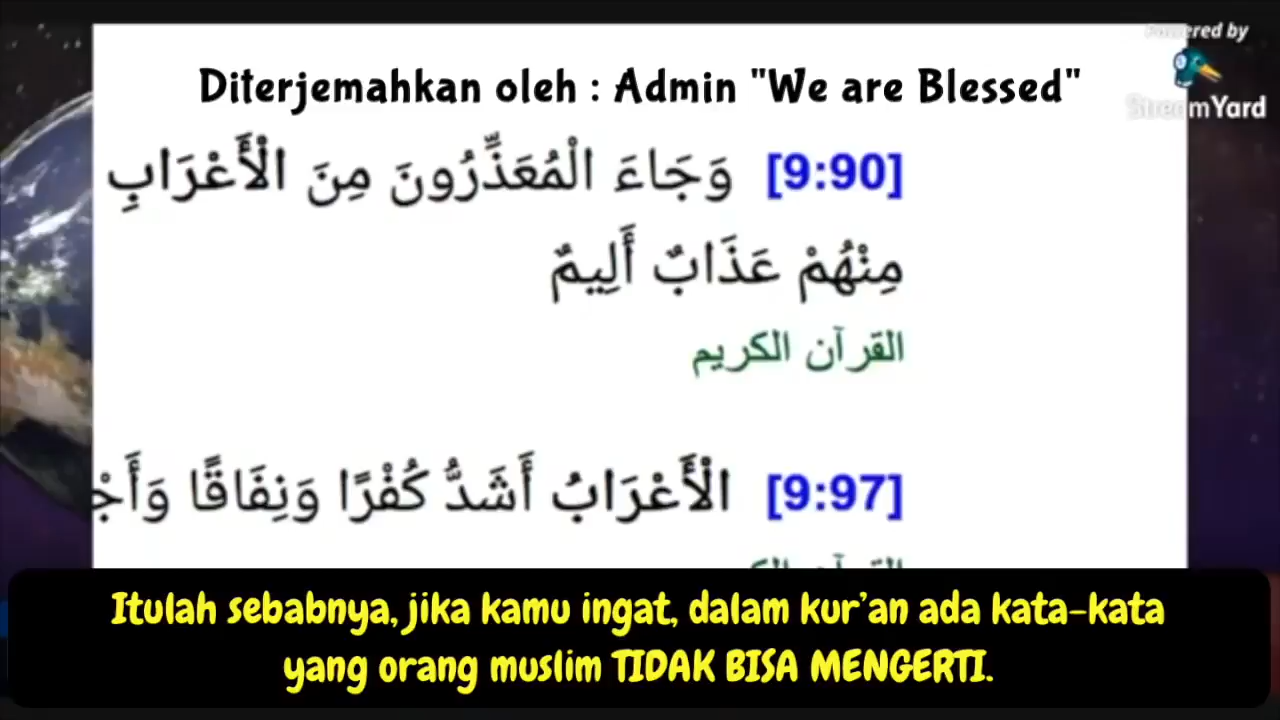 Powered by
StreamYard
Diterjemahkan oleh : Admin "We are Blessed"
[9:90] وَجَاءَ الْمُعَذِّرُونَ مِنَ الْأَعْرَابِ
مِنْهُمْ عَذَابٌ أَلِيمٌ
القرآن الكريم
[9:97] الْأَعْرَابُ أَشَدُّ كُفْرًا وَنِفَاقًا
Itulah sebabnya, jika kamu ingat, dalam kur'an ada kata-kata
yang orang muslim TIDAK BISA MENGERTI.